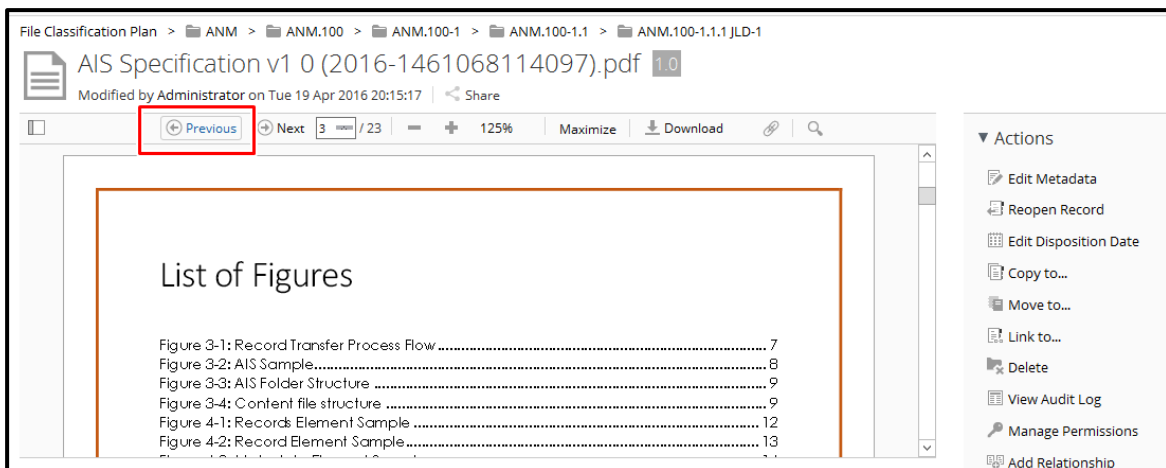 File Classification Plan > ANM > ANM.100 > ANM.100-1 > ANM.100-1.1 > ANM.100-1.1.1 JLD-1
AIS Specification v1 0 (2016-1461068114097).pdf 1.0
Modified by Administrator on Tue 19 Apr 2016 20:15:17 Share
Previous Next 3 / 23 125% Maximize Download
Actions
Edit Metadata
Reopen Record
Edit Disposition Date
Copy to...
Move to...
Link to...
Delete
View Audit Log
Manage Permissions
Add Relationship
List of Figures
Figure 3-1: Record Transfer Process Flow 7
Figure 3-2: AIS Sample 8
Figure 3-3: AIS Folder Structure 9
Figure 3-4: Content file structure 9
Figure 4-1: Records Element Sample 12
Figure 4-2: Record Element Sample 13